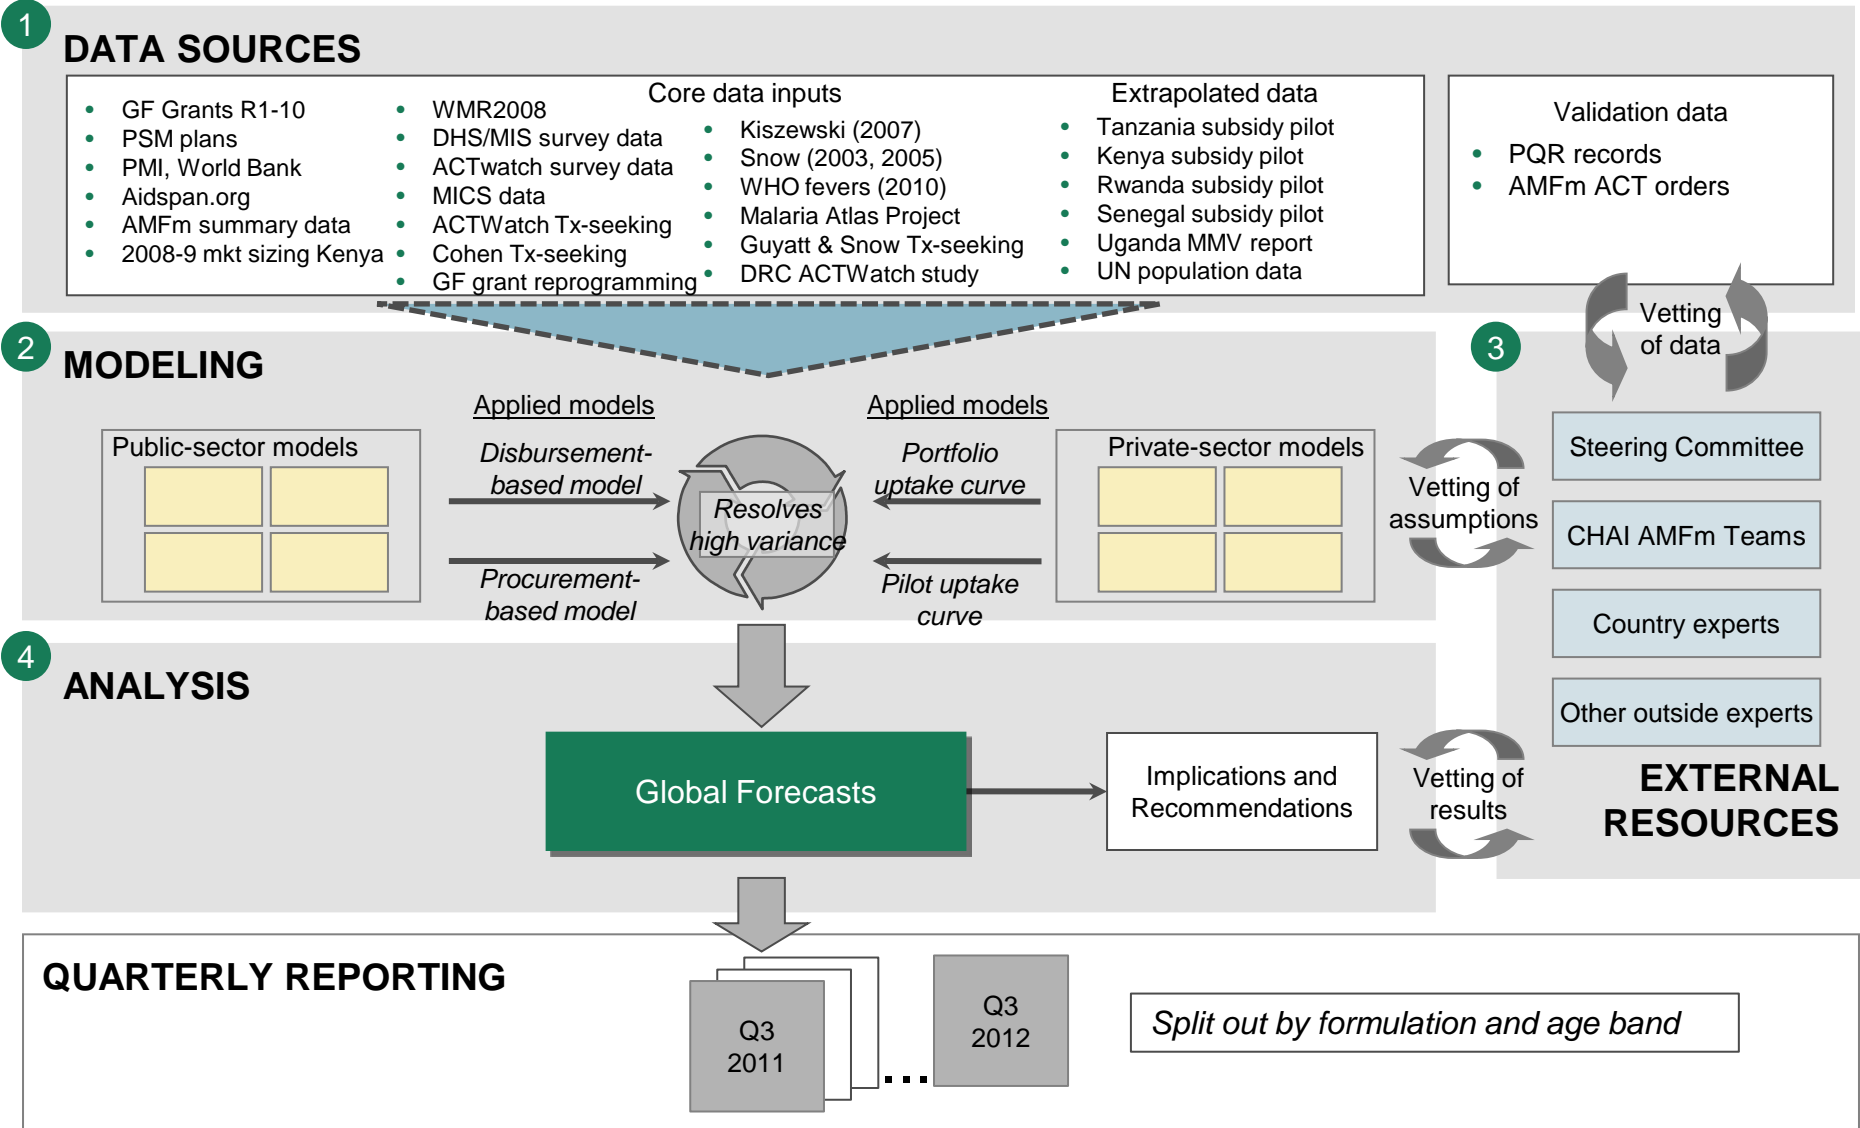 1
DATA SOURCES
Core data inputs
• GF Grants R1-10
• PSM plans
• PMI, World Bank
• Aidspan.org
• AMFm summary data
• 2008-9 mkt sizing Kenya
• WMR2008
• DHS/MIS survey data
• ACTwatch survey data
• MICS data
• ACTWatch Tx-seeking
• Cohen Tx-seeking
• GF grant reprogramming
• Kiszewski (2007)
• Snow (2003, 2005)
• WHO fevers (2010)
• Malaria Atlas Project
• Guyatt & Snow Tx-seeking
• DRC ACTWatch study
Extrapolated data
• Tanzania subsidy pilot
• Kenya subsidy pilot
• Rwanda subsidy pilot
• Senegal subsidy pilot
• Uganda MMV report
• UN population data
Validation data
• PQR records
• AMFm ACT orders
Vetting
of data
2
MODELING
Public-sector models
Applied models
Disbursement-
based model
Procurement-
based model
Resolves
high variance
Applied models
Portfolio
uptake curve
Pilot uptake
curve
Private-sector models
Vetting of
assumptions
3
Steering Committee
CHAI AMFm Teams
Country experts
Other outside experts
EXTERNAL
RESOURCES
4
ANALYSIS
Global Forecasts
Implications and
Recommendations
Vetting of
results
QUARTERLY REPORTING
Q3
2011
....
Q3
2012
Split out by formulation and age band